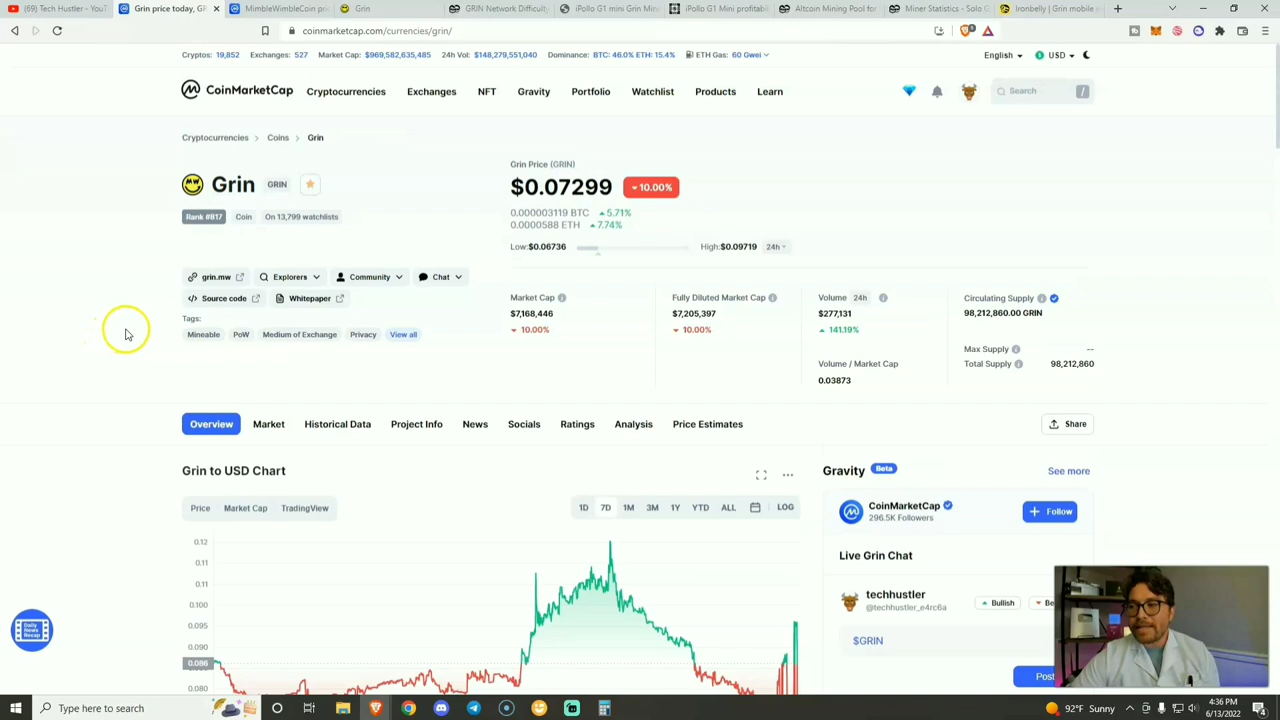 (69) Tech Hustler - YouT
Grin price today, GR
MimbleWimbleCoin pri
Grin
GRIN Network Difficulty
iPollo G1 mini Grin Mine
iPollo G1 Mini profitabili
Altcoin Mining Pool for
Miner Statistics - Solo G
Ironbelly | Grin mobile
coinmarketcap.com/currencies/grin/
Cryptos: 19,852 Exchanges: 527 Market Cap: $969,582,635,485 24h Vol: $148,279,551,040 Dominance: BTC: 46.0% ETH: 15.4% ETH Gas: 60 Gwei
English USD
CoinMarketCap Cryptocurrencies Exchanges NFT Gravity Portfolio Watchlist Products Learn
Search /
Cryptocurrencies > Coins > Grin
MW Grin GRIN
Rank #817 Coin On 13,799 watchlists
Grin Price (GRIN)
$0.07299 10.00%
0.000003119 BTC 5.71%
0.0000588 ETH 7.74%
Low:$0.06736 High:$0.09719 24h
grin.mw Explorers Community Chat
Source code Whitepaper
Tags:
Mineable PoW Medium of Exchange Privacy View all
Market Cap
$7,168,446
10.00%
Fully Diluted Market Cap
$7,205,397
10.00%
Volume 24h
$277,131
141.19%
Volume / Market Cap
0.03873
Circulating Supply
98,212,860.00 GRIN
Max Supply --
Total Supply 98,212,860
Overview Market Historical Data Project Info News Socials Ratings Analysis Price Estimates
Share
Grin to USD Chart
Price Market Cap TradingView
1D 7D 1M 3M 1Y YTD ALL LOG
0.12
0.11
0.11
0.100
0.095
0.090
0.086
0.080
Gravity Beta See more
CoinMarketCap
296.5K Followers
+ Follow
Live Grin Chat
techhustler
@techhustler_e4rc6a
Bullish Be
$GRIN
Post
Daily
News
Recap
Type here to search
92°F Sunny
4:36 PM
6/13/2022